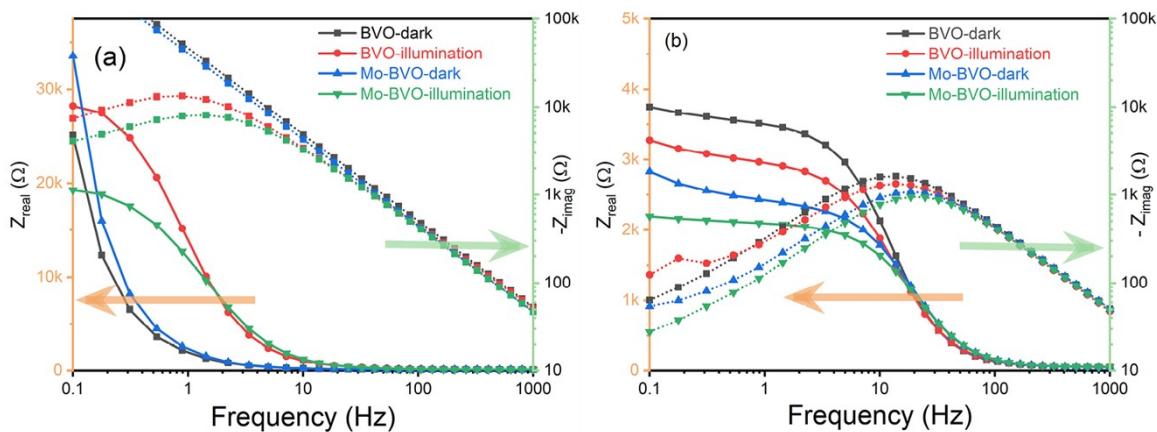 (a)
BVO-dark
BVO-illumination
Mo-BVO-dark
Mo-BVO-illumination
30k
20k
10k
0
Z_real (Ω)
100k
10k
1k
100
10
-Z_imag (Ω)
0.1 1 10 100 1000
Frequency (Hz)
(b)
BVO-dark
BVO-illumination
Mo-BVO-dark
Mo-BVO-illumination
5k
4k
3k
2k
1k
0
Z_real (Ω)
100k
10k
1k
100
10
- Z_imag (Ω)
0.1 1 10 100 1000
Frequency (Hz)